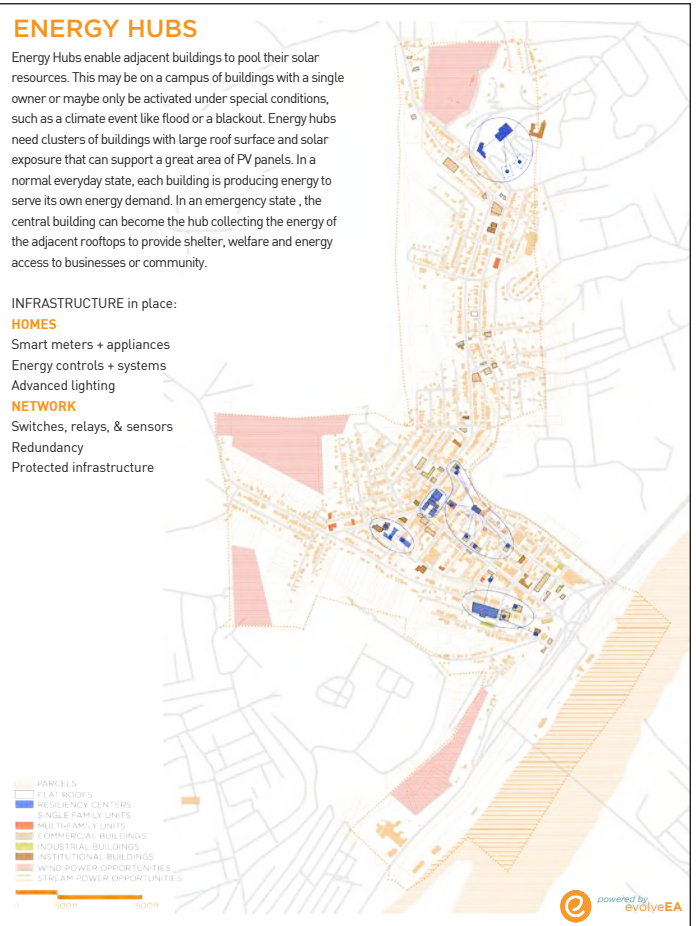 ENERGY HUBS
Energy Hubs enable adjacent buildings to pool their solar
resources. This may be on a campus of buildings with a single
owner or maybe only be activated under special conditions,
such as a climate event like flood or a blackout. Energy hubs
need clusters of buildings with large roof surface and solar
exposure that can support a great area of PV panels. In a
normal everyday state, each building is producing energy to
serve its own energy demand. In an emergency state , the
central building can become the hub collecting the energy of
the adjacent rooftops to provide shelter, welfare and energy
access to businesses or community.
INFRASTRUCTURE in place:
HOMES
Smart meters + appliances
Energy controls + systems
Advanced lighting
NETWORK
Switches, relays, & sensors
Redundancy
Protected infrastructure
PARCELS
FLAT ROOFS
RESILIENCY CENTERS
SINGLE FAMILY UNITS
MULTI-FAMILY UNITS
COMMERCIAL BUILDINGS
INDUSTRIAL BUILDINGS
INSTITUTIONAL BUILDINGS
WIND POWER OPPORTUNITIES
STREAM POWER OPPORTUNITIES
0
e powered by
evolveEA